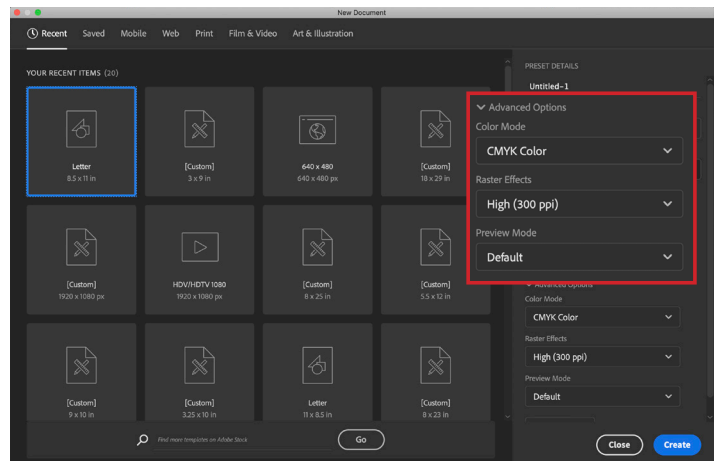 New Document
Recent Saved Mobile Web Print Film & Video Art & Illustration
YOUR RECENT ITEMS (20)
Letter
8.5 x 11 in
[Custom]
3 x 9 in
640 x 480
640 x 480 px
[Custom]
18 x 29 in
[Custom]
1920 x 1080 px
HDV/HDTV 1080
1920 x 1080 px
[Custom]
8 x 25 in
[Custom]
5.5 x 12 in
[Custom]
9 x 10 in
[Custom]
3.25 x 10 in
Letter
11 x 8.5 in
[Custom]
8 x 23 in
Find more templates on Adobe Stock
Go
PRESET DETAILS
Untitled-1
Advanced Options
Color Mode
CMYK Color
Raster Effects
High (300 ppi)
Preview Mode
Default
Advanced Options
Color Mode
CMYK Color
Raster Effects
High (300 ppi)
Preview Mode
Default
Close
Create